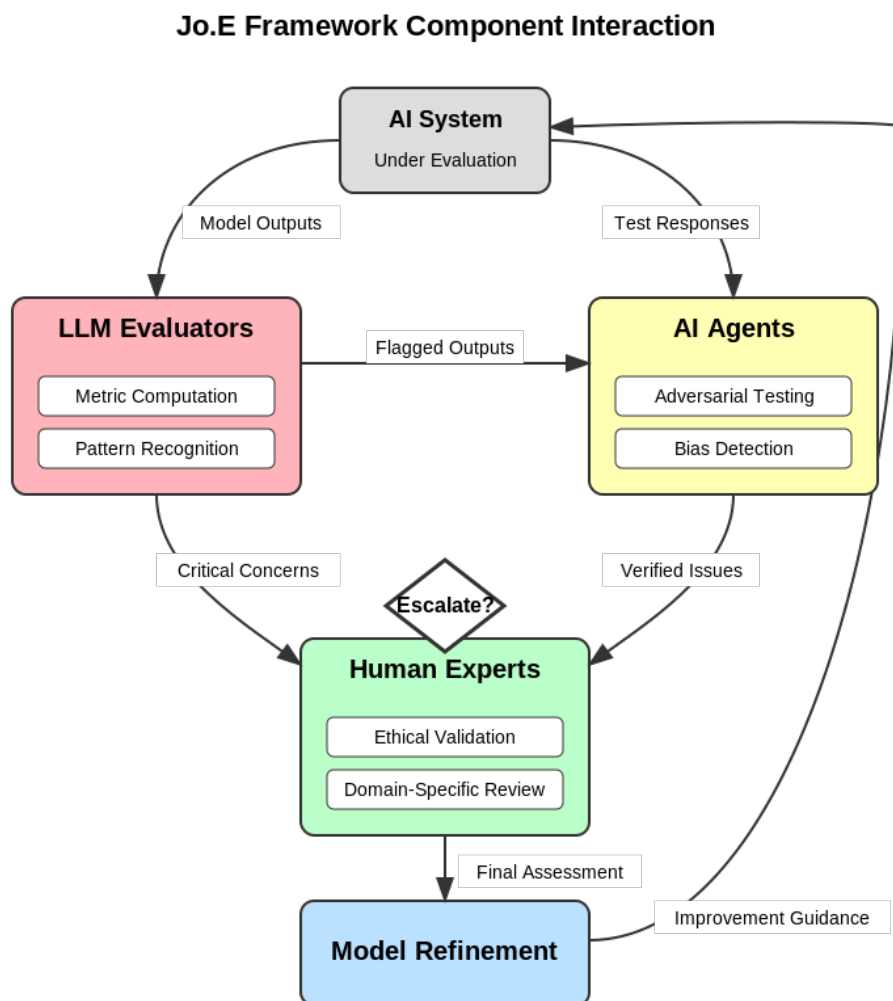 Jo.E Framework Component Interaction
AI System
Under Evaluation
Model Outputs
Test Responses
LLM Evaluators
Metric Computation
Pattern Recognition
Flagged Outputs
AI Agents
Adversarial Testing
Bias Detection
Critical Concerns
Verified Issues
Escalate?
Human Experts
Ethical Validation
Domain-Specific Review
Final Assessment
Model Refinement
Improvement Guidance